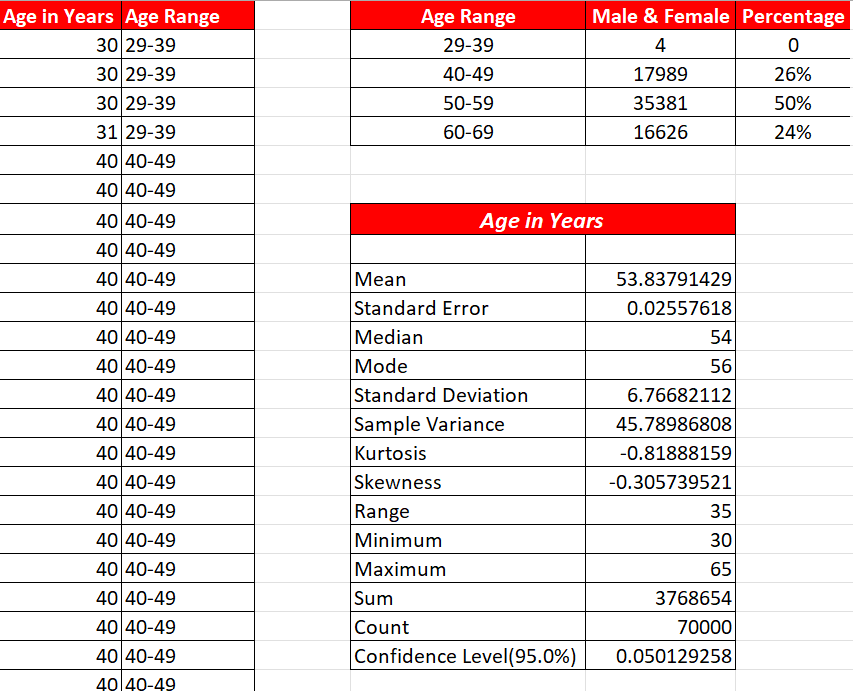 Age in Years Age Range Age Range Male & Female Percentage
30 29-39 29-39 4 0
30 29-39 40-49 17989 26%
30 29-39 50-59 35381 50%
31 29-39 60-69 16626 24%
40 40-49
40 40-49
40 40-49 Age in Years
40 40-49
40 40-49 Mean 53.83791429
40 40-49 Standard Error 0.02557618
40 40-49 Median 54
40 40-49 Mode 56
40 40-49 Standard Deviation 6.76682112
40 40-49 Sample Variance 45.78986808
40 40-49 Kurtosis -0.81888159
40 40-49 Skewness -0.305739521
40 40-49 Range 35
40 40-49 Minimum 30
40 40-49 Maximum 65
40 40-49 Sum 3768654
40 40-49 Count 70000
40 40-49 Confidence Level(95.0%) 0.050129258
40 40-49